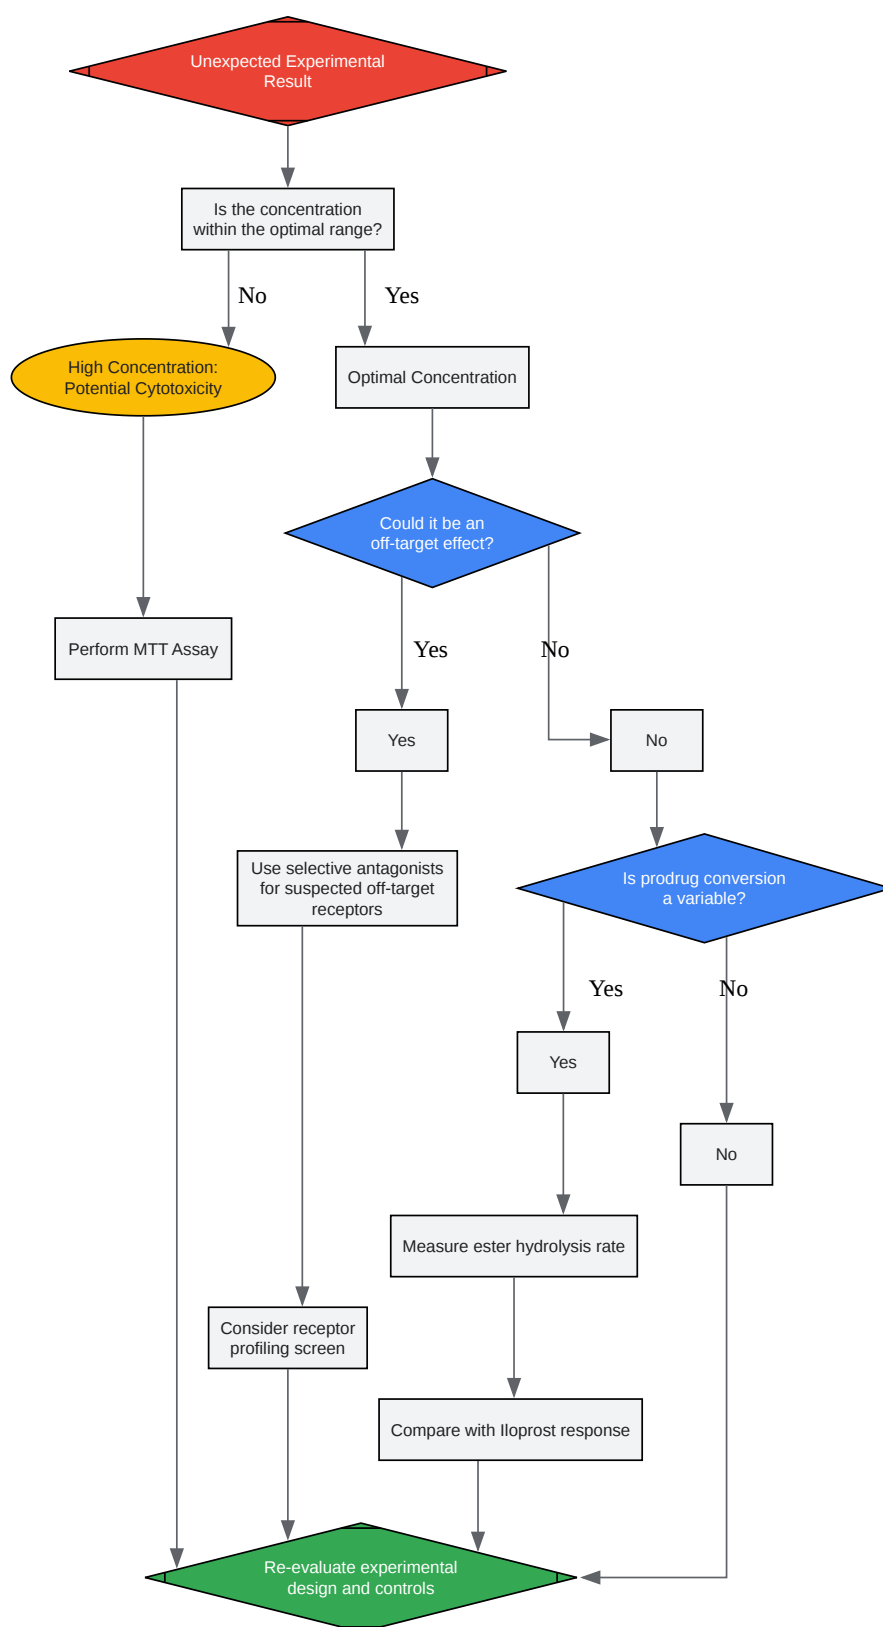 Unexpected Experimental
Result
Is the concentration
within the optimal range?
No
Yes
High Concentration:
Potential Cytotoxicity
Optimal Concentration
Could it be an
off-target effect?
Perform MTT Assay
Yes
No
Yes
No
Use selective antagonists
for suspected off-target
receptors
Is prodrug conversion
a variable?
Yes
No
Yes
No
Measure ester hydrolysis rate
Consider receptor
profiling screen
Compare with Iloprost response
Re-evaluate experimental
design and controls